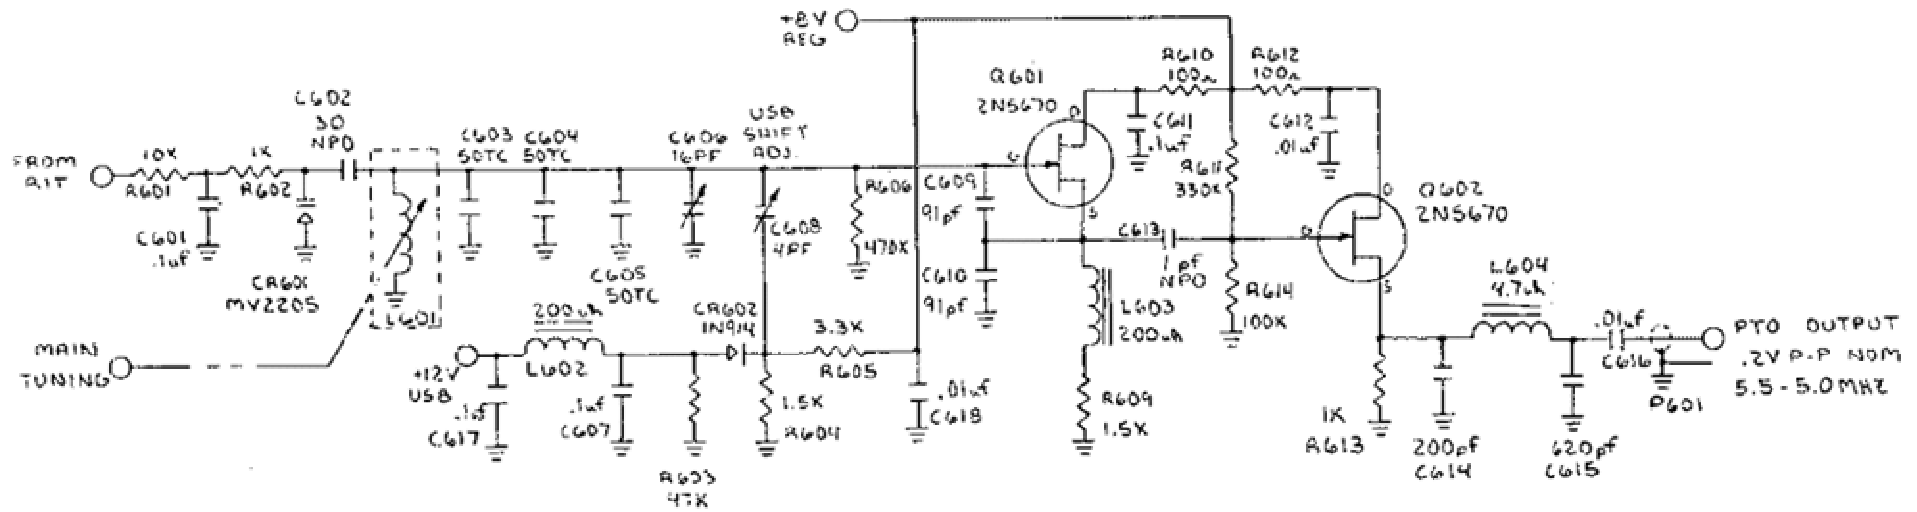 +8V
REG
FROM
RIT
10K
R601
C601
.1uf
1K
R602
C602
30
NPO
CR601
MV2205
L601
MAIN
TUNING
C603
50TC
C604
50TC
C605
50TC
C606
16PF
USB
SHIFT
ADJ.
C608
4PF
R606
470K
C609
91pf
C610
91pf
Q601
2N5670
D
G
S
R610
100Ω
R612
100Ω
C611
.1uf
C612
.01uf
R611
330K
C613
1 pf
NPO
L603
200uh
R609
1.5K
R614
100K
D
G
S
Q602
2N5670
1K
R613
200pf
C614
L604
4.7uh
620pf
C615
.01uf
C616
P601
PTO OUTPUT
.2V P-P NOM
5.5-5.0MHZ
+12V
USB
.1uf
C617
200uh
L602
.1uf
C607
R603
47K
CR602
1N914
1.5K
R604
3.3K
R605
.01uf
C618